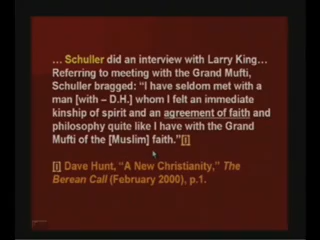 ... Schuller did an interview with Larry King...
Referring to meeting with the Grand Mufti,
Schuller bragged: “I have seldom met with a
man [with – D.H.] whom I felt an immediate
kinship of spirit and an agreement of faith and
philosophy quite like I have with the Grand
Mufti of the [Muslim] faith.”[i]
[i] Dave Hunt, “A New Christianity,” The
Berean Call (February 2000), p.1.